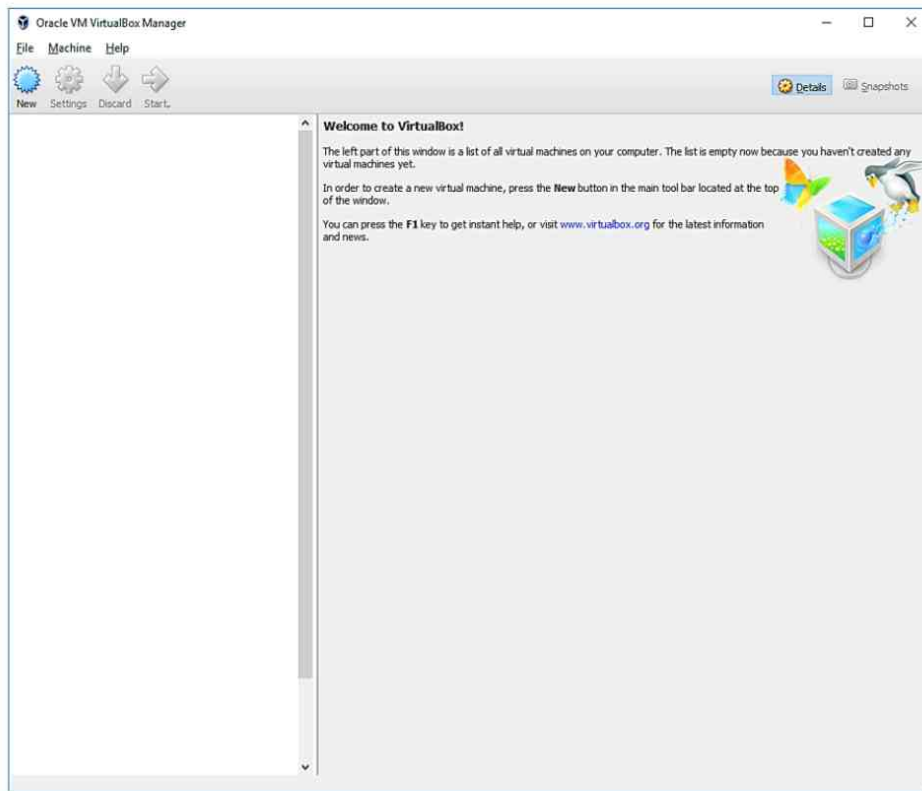 Oracle VM VirtualBox Manager
File Machine Help
New Settings Discard Start
Details Snapshots
Welcome to VirtualBox!
The left part of this window is a list of all virtual machines on your computer. The list is empty now because you haven't created any
virtual machines yet.
In order to create a new virtual machine, press the New button in the main tool bar located at the top
of the window.
You can press the F1 key to get instant help, or visit www.virtualbox.org for the latest information
and news.